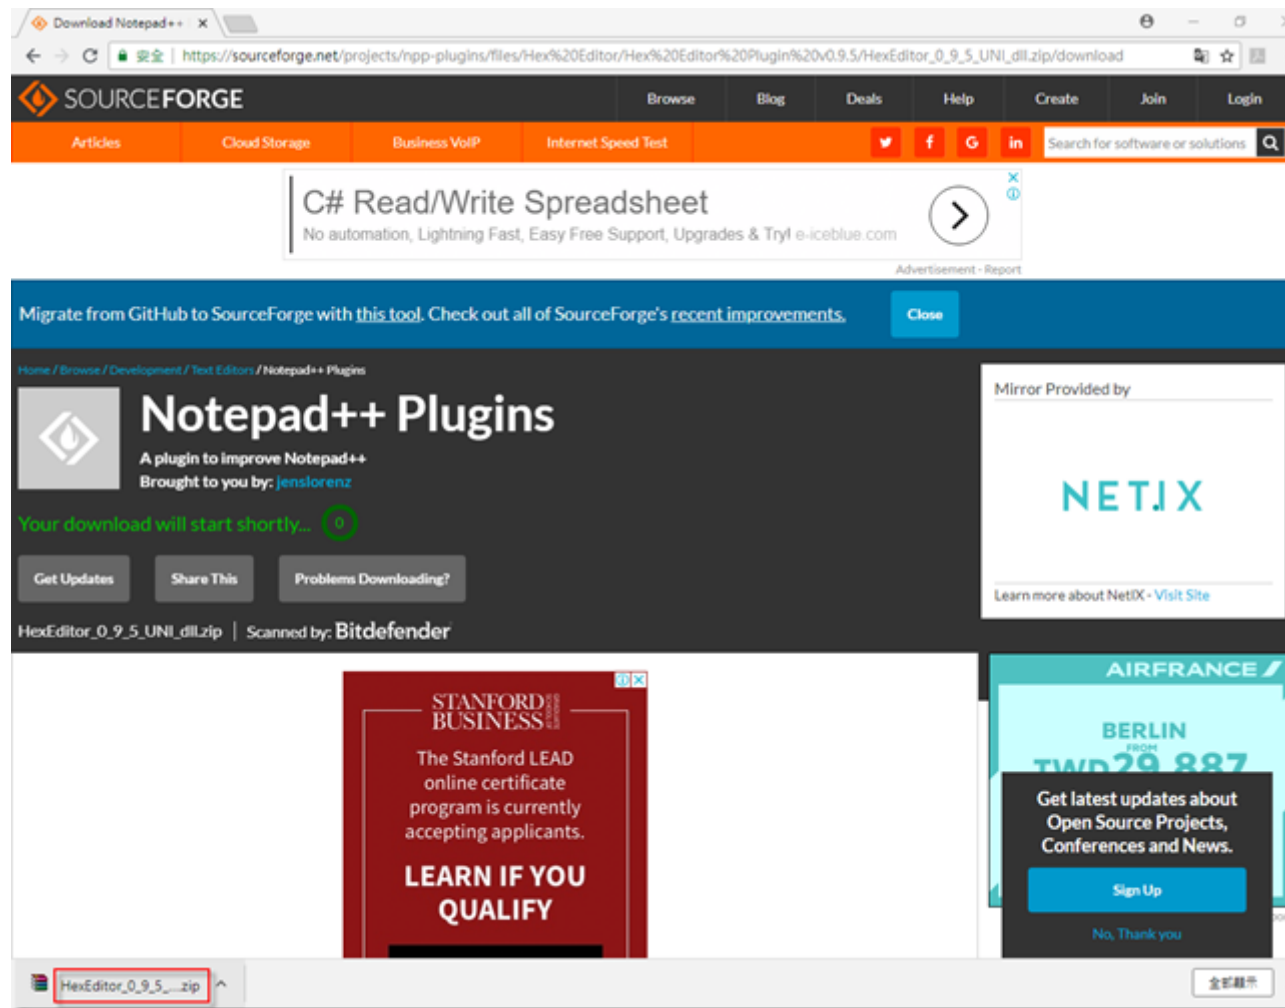 Download Notepad++
安全 | https://sourceforge.net/projects/npp-plugins/files/Hex%20Editor/Hex%20Editor%20Plugin%20v0.9.5/HexEditor_0_9_5_UNI_dll.zip/download
SOURCEFORGE Browse Blog Deals Help Create Join Login
Articles Cloud Storage Business VoIP Internet Speed Test f G in Search for software or solutions
C# Read/Write Spreadsheet
No automation, Lightning Fast, Easy Free Support, Upgrades & Try! e-iceblue.com
Advertisement - Report
Migrate from GitHub to SourceForge with this tool. Check out all of SourceForge's recent improvements. Close
Home / Browse / Development / Text Editors / Notepad++ Plugins
Notepad++ Plugins
A plugin to improve Notepad++
Brought to you by: jenslorenz
Your download will start shortly... 0
Get Updates Share This Problems Downloading?
HexEditor_0_9_5_UNI_dll.zip | Scanned by: Bitdefender
Mirror Provided by
NETIX
Learn more about NetIX - Visit Site
STANFORD
BUSINESS
The Stanford LEAD
online certificate
program is currently
accepting applicants.
LEARN IF YOU
QUALIFY
AIRFRANCE
BERLIN
FROM
TWD29,887
Get latest updates about
Open Source Projects,
Conferences and News.
Sign Up
No, Thank you
HexEditor_0_9_5_....zip
全部顯示